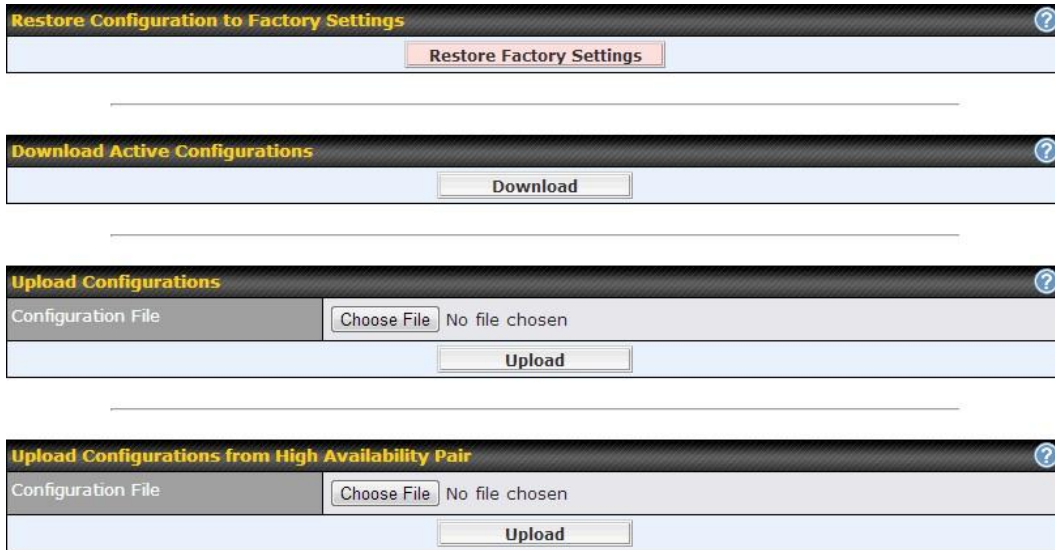 Restore Configuration to Factory Settings
?
Restore Factory Settings
Download Active Configurations
?
Download
Upload Configurations
?
Configuration File
Choose File No file chosen
Upload
Upload Configurations from High Availability Pair
?
Configuration File
Choose File No file chosen
Upload